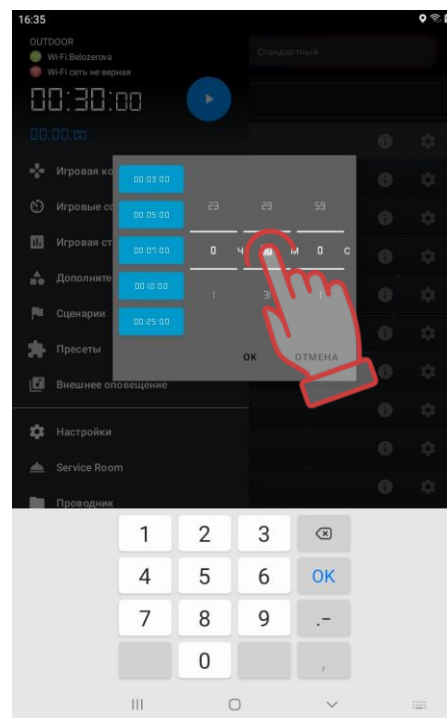 16:35
OUTDOOR
Wi-Fi:Belozerova
Wi-Fi сеть не верная
Стандартный
00:30:00
00:00:00
Игровая ко
Игровые со
Игровая ст
Дополните
Сценарии
Пресеты
Внешнее оповещение
Настройки
Service Room
Проводник
00:03:00
00:05:00
00:07:00
00:10:00
00:25:00
23 29 59
0 ч м 0 с
1 31 1
ОК ОТМЕНА
1 2 3
4 5 6 OK
7 8 9 .-
0 ,